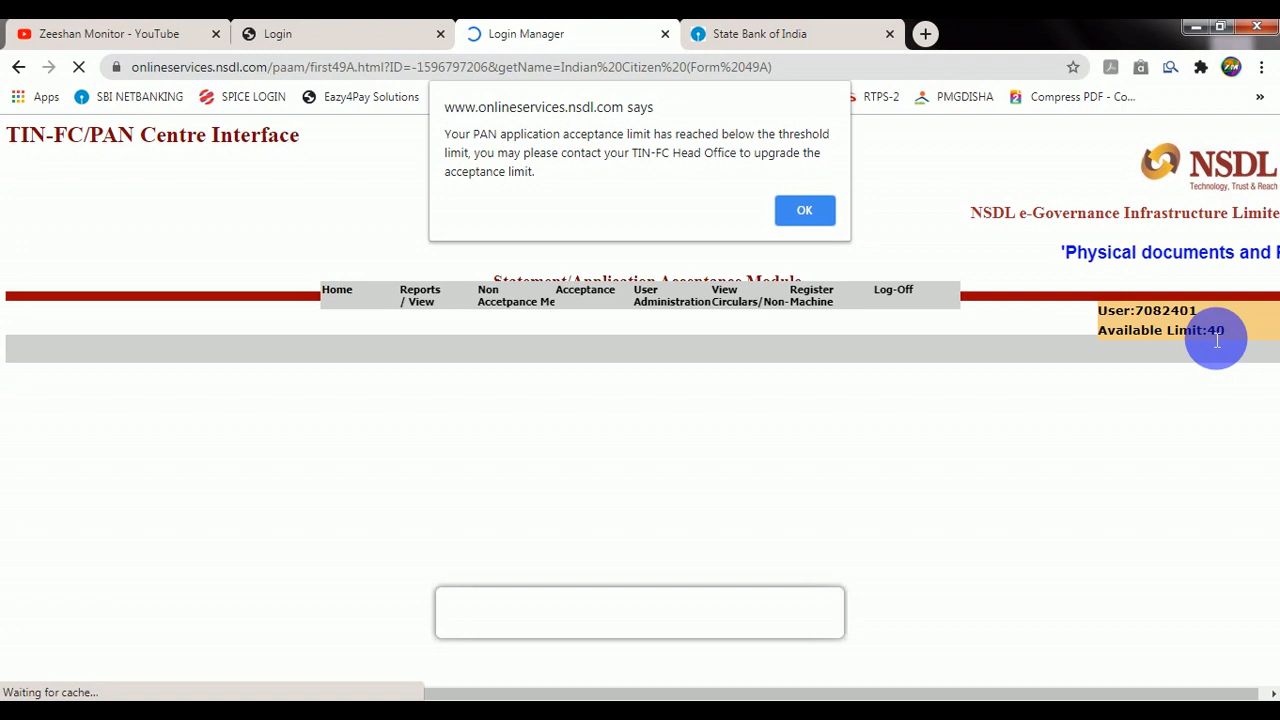 Zeeshan Monitor - YouTube
Login
Login Manager
State Bank of India
onlineservices.nsdl.com/paam/first49A.html?ID=-1596797206&getName=Indian%20Citizen%20(Form%2049A)
Apps
SBI NETBANKING
SPICE LOGIN
Eazy4Pay Solutions
RTPS-2
PMGDISHA
Compress PDF - Co...
»
www.onlineservices.nsdl.com says
Your PAN application acceptance limit has reached below the threshold
limit, you may please contact your TIN-FC Head Office to upgrade the
acceptance limit.
OK
TIN-FC/PAN Centre Interface
NSDL
Technology, Trust & Reach
NSDL e-Governance Infrastructure Limite
'Physical documents and F
Statement/Application Acceptance Module
Home
Reports
/ View
Non
Accetpance Me
Acceptance
User
Administration
View
Circulars/Non-
Register
Machine
Log-Off
User:7082401
Available Limit:40
Waiting for cache...